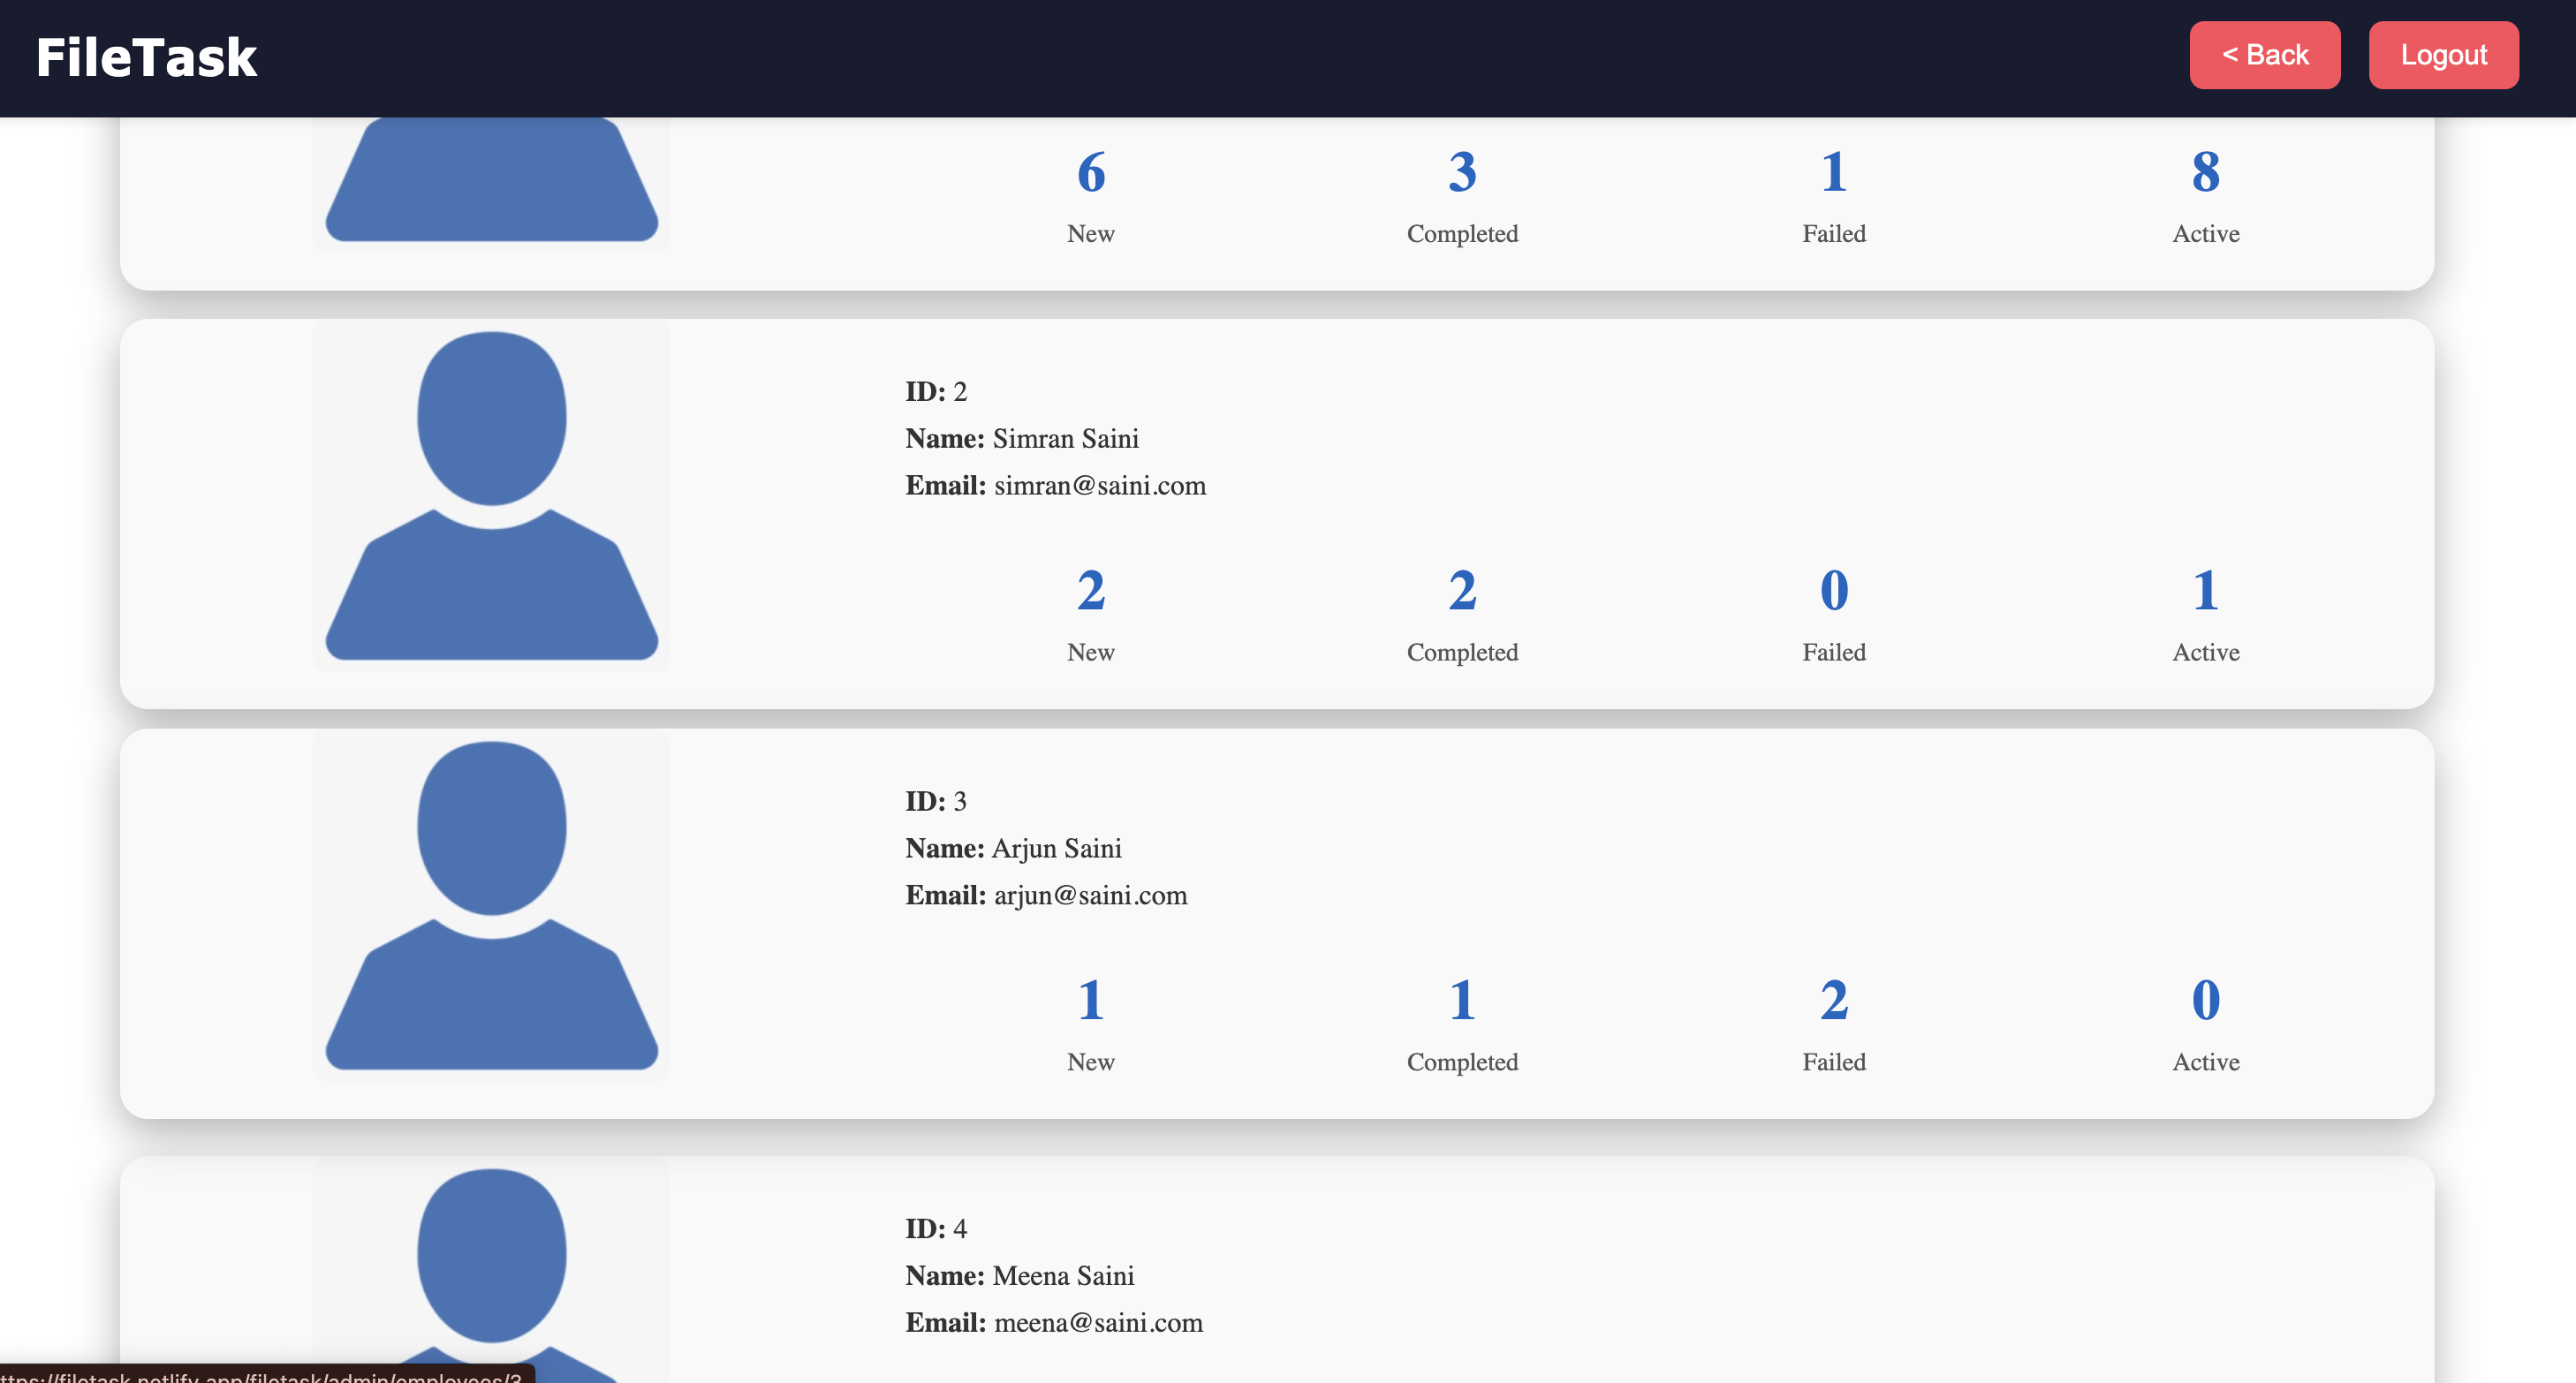 FileTask
< Back
Logout
6 3 1 8
New Completed Failed Active
ID: 2
Name: Simran Saini
Email: simran@saini.com
2 2 0 1
New Completed Failed Active
ID: 3
Name: Arjun Saini
Email: arjun@saini.com
1 1 2 0
New Completed Failed Active
ID: 4
Name: Meena Saini
Email: meena@saini.com
ttps://filetask.netlify.app/filetask/admin/employees/3